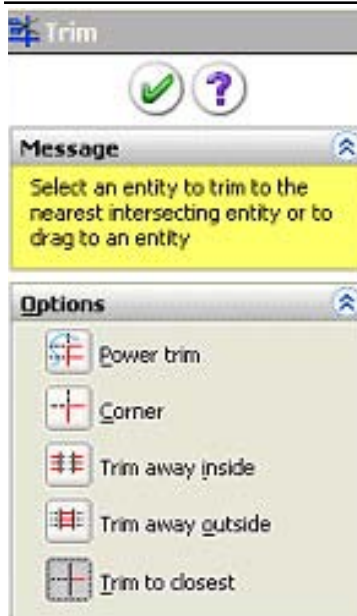 Trim
?
Message
Select an entity to trim to the
nearest intersecting entity or to
drag to an entity
Options
Power trim
Corner
Trim away inside
Trim away outside
Trim to closest